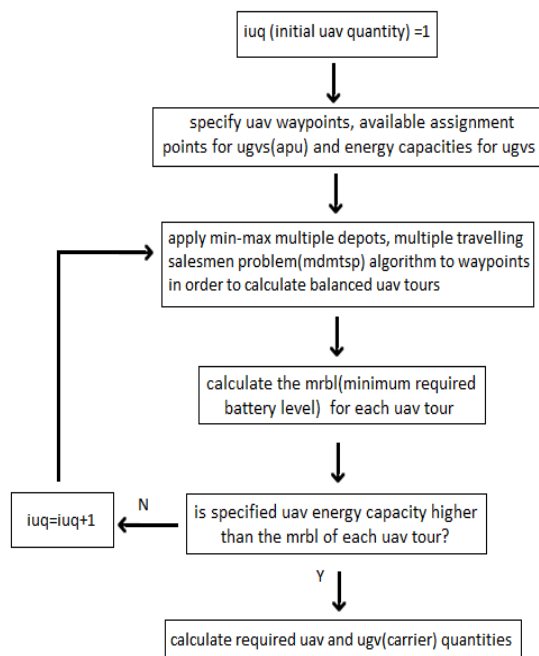 iuq (initial uav quantity) =1
specify uav waypoints, available assignment
points for ugvs(apu) and energy capacities for ugvs
apply min-max multiple depots, multiple travelling
salesmen problem(mdmtsp) algorithm to waypoints
in order to calculate balanced uav tours
calculate the mrbl(minimum required
battery level) for each uav tour
N
iuq=iuq+1
is specified uav energy capacity higher
than the mrbl of each uav tour?
Y
calculate required uav and ugv(carrier) quantities